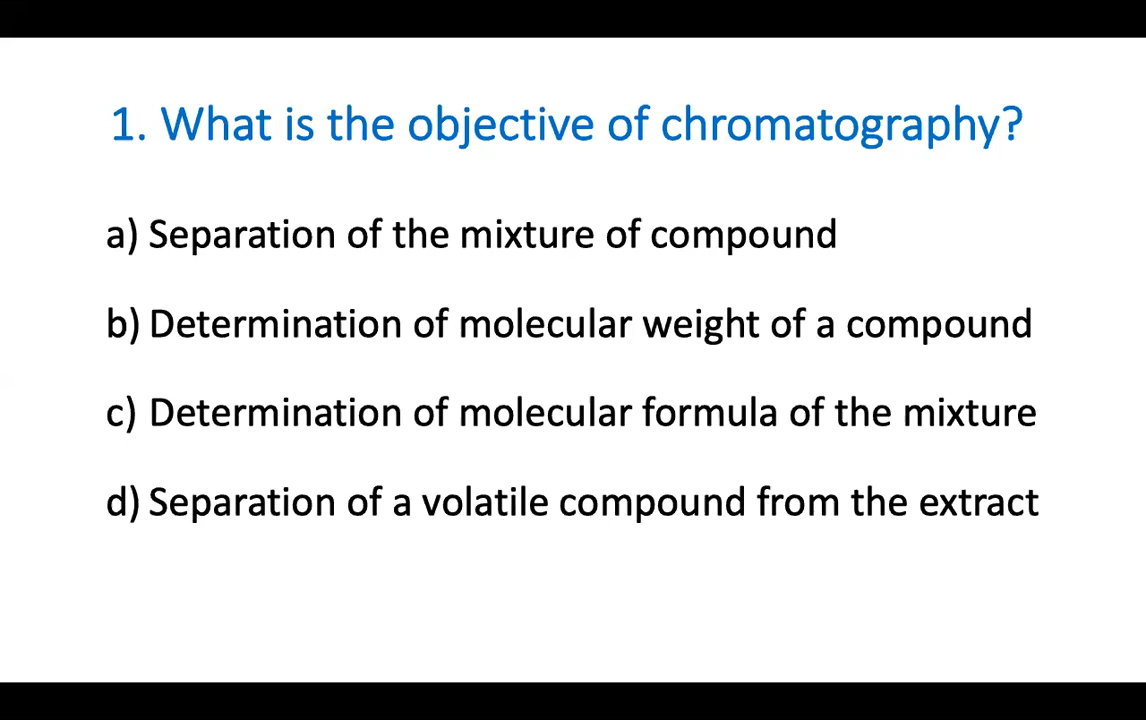 1. What is the objective of chromatography?
a) Separation of the mixture of compound
b) Determination of molecular weight of a compound
c) Determination of molecular formula of the mixture
d) Separation of a volatile compound from the extract